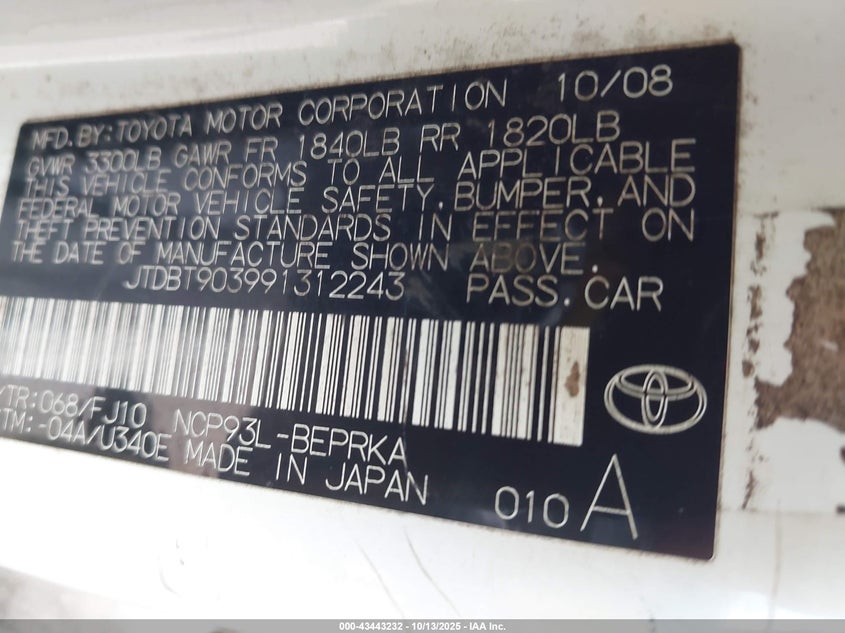 MFD. BY: TOYOTA MOTOR CORPORATION 10/08
GVWR 3300LB GAWR FR 1840LB RR 1820LB
THIS VEHICLE CONFORMS TO ALL APPLICABLE
FEDERAL MOTOR VEHICLE SAFETY, BUMPER, AND
THEFT PREVENTION STANDARDS IN EFFECT ON
THE DATE OF MANUFACTURE SHOWN ABOVE.
JTDBT903991312243 PASS. CAR
/TR: 068/FJ10 NCP93L-BEPRKA
TM: -04A/U340E MADE IN JAPAN
010 A
000-43443232 - 10/13/2025 - IAA Inc.